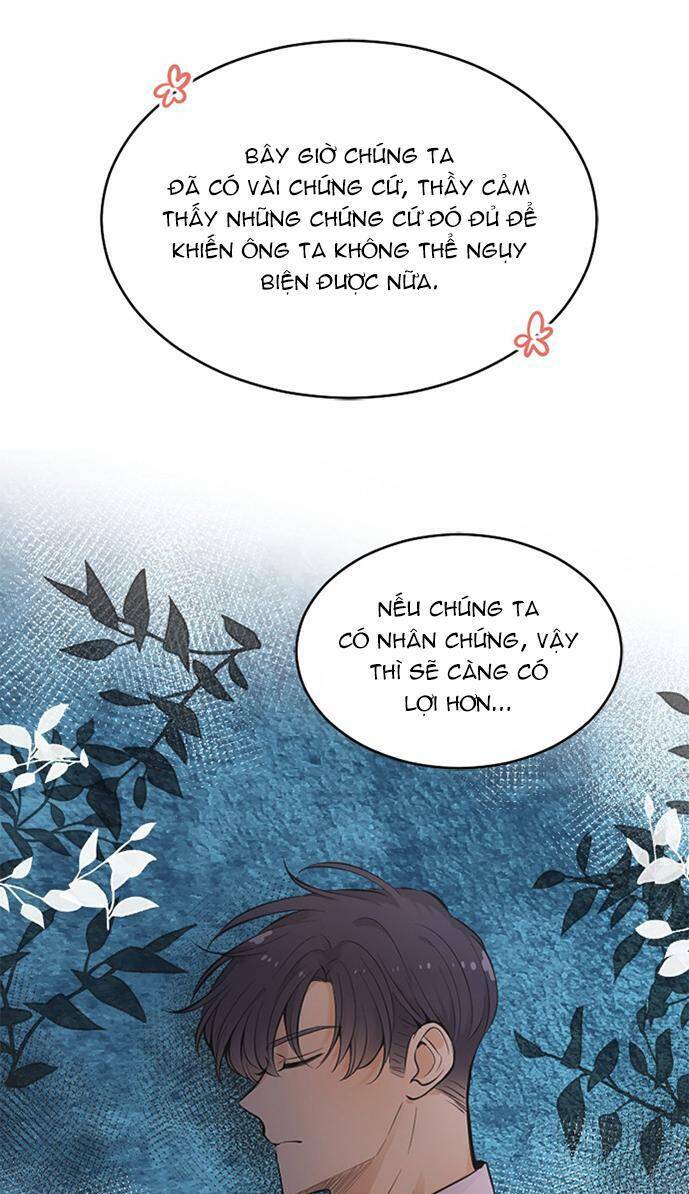 BÂY GIỜ CHÚNG TA
ĐÃ CÓ VÀI CHỨNG CỨ, THẦY CẢM
THẤY NHỮNG CHỨNG CỨ ĐÓ ĐỦ ĐỂ
KHIẾN ÔNG TA KHÔNG THỂ NGỤY
BIỆN ĐƯỢC NỮA.
NẾU CHÚNG TA
CÓ NHÂN CHỨNG, VẬY
THÌ SẼ CÀNG CÓ
LỢI HƠN...